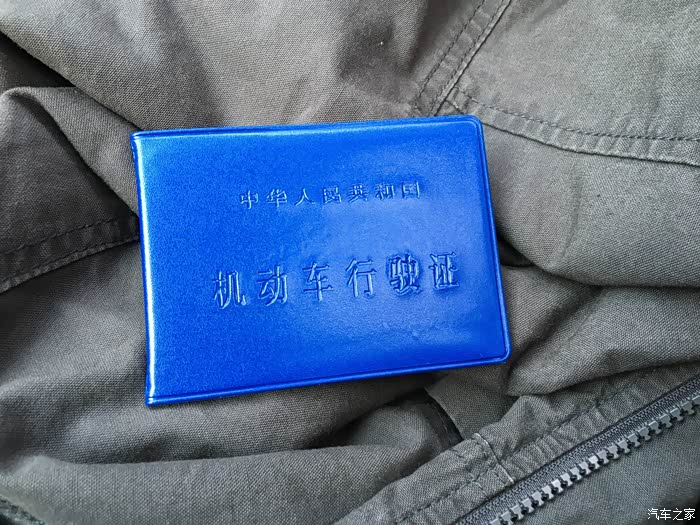 中华人民共和国
机动车行驶证
汽车之家